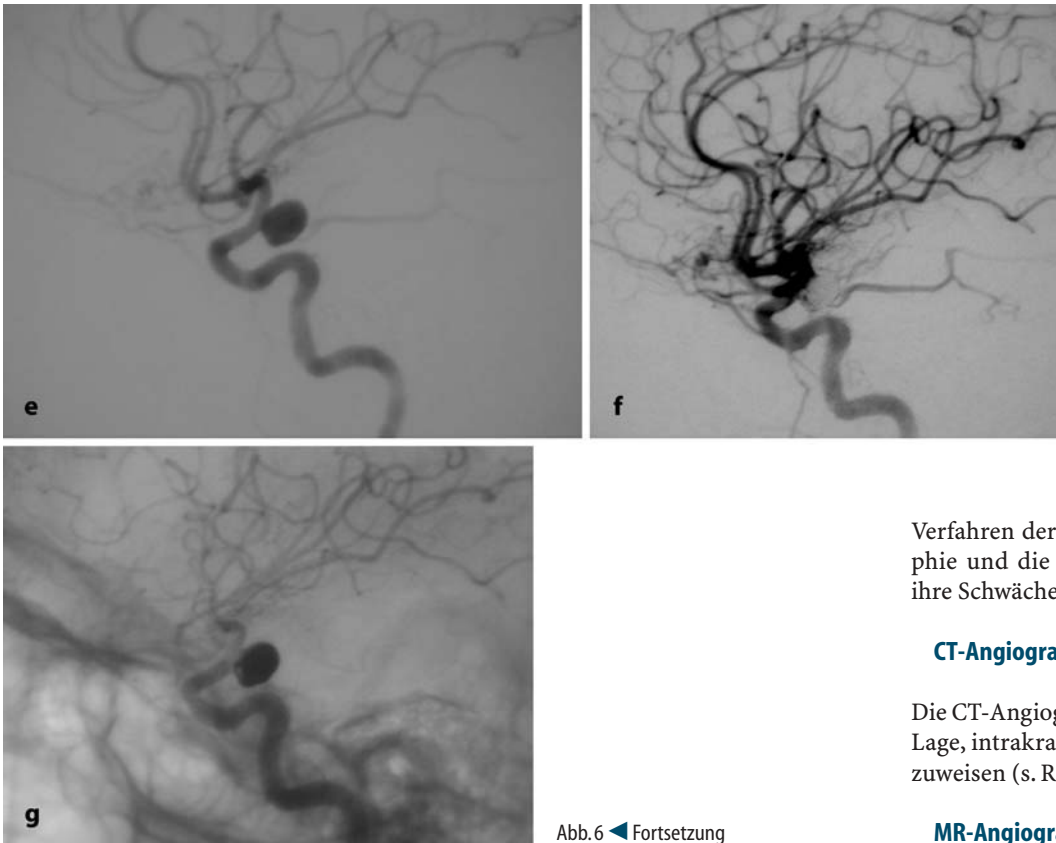 e
f
g
Abb. 6 ◀ Fortsetzung
Verfahren der
phie und die
ihre Schwäche
CT-Angiogra
Die CT-Angiog
Lage, intrakra
zuweisen (s. R
MR-Angiogra